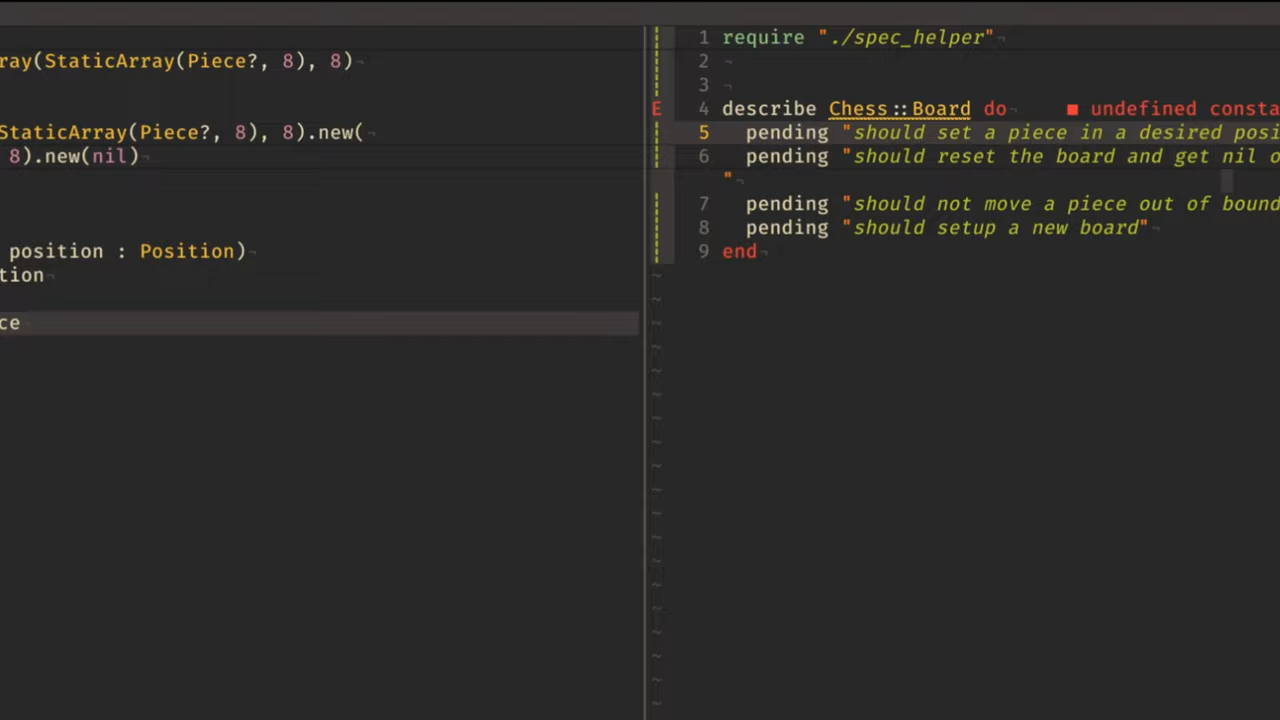 ray(StaticArray(Piece?, 8), 8)
StaticArray(Piece?, 8), 8).new(
8).new(nil)
position : Position)
tion
ce
1 require "./spec_helper"
2
3
E 4 describe Chess::Board do ■ undefined consta
5 pending "should set a piece in a desired posi
6 pending "should reset the board and get nil o
"
7 pending "should not move a piece out of bound
8 pending "should setup a new board"
9 end